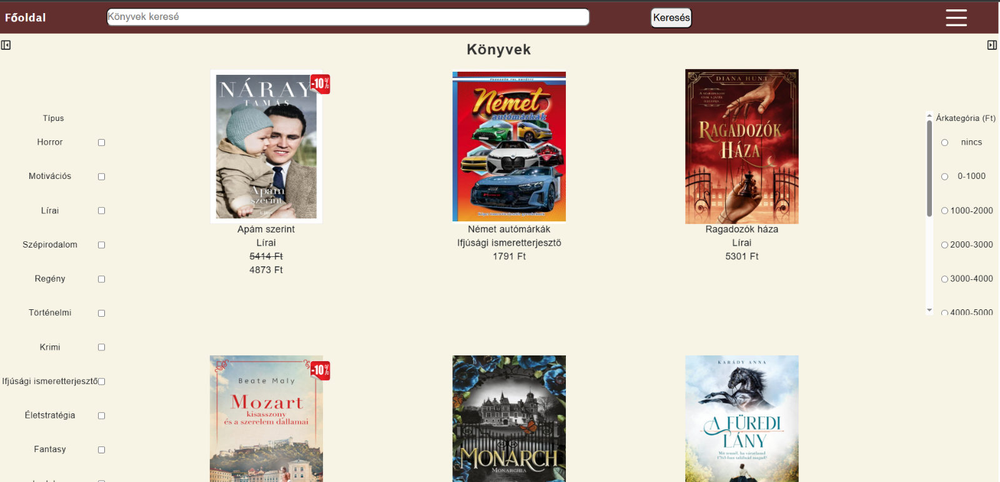 Főoldal
Könyvek keresé
Keresés
Könyvek
Típus
Horror
Motivációs
Lírai
Szépirodalom
Regény
Történelmi
Krimi
Ifjúsági ismeretterjesztő
Életstratégia
Fantasy
NÁRAY
TAMÁS
Apám
szerint
-10%
Apám szerint
Lírai
5414 Ft
4873 Ft
Német
autómárkák
Német autómárkák
Ifjúsági ismeretterjesztő
1791 Ft
DIANA HUNT
RAGADOZÓK
HÁZA
Ragadozók háza
Lírai
5301 Ft
Beate Maly
Mozart
kisasszony
és a szerelem dallamai
-10%
MONARCH
MONARCHIA
KARÁDY ANNA
A FÜREDI
LÁNY
Árkategória (Ft)
nincs
0-1000
1000-2000
2000-3000
3000-4000
4000-5000